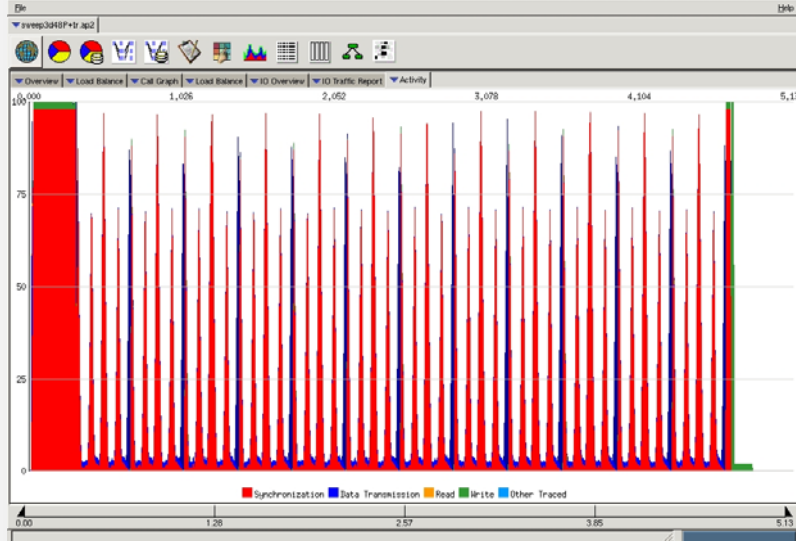 File Help
sweep3d48P+tr.ap2
Overview Load Balance Call Graph Load Balance IO Overview IO Traffic Report Activity
0.000 1,026 2,052 3,078 4,104
100
75
50
25
0
Synchronization Data Transmission Read Write Other Traced
0.00 1.28 2.57 3.85 5.13